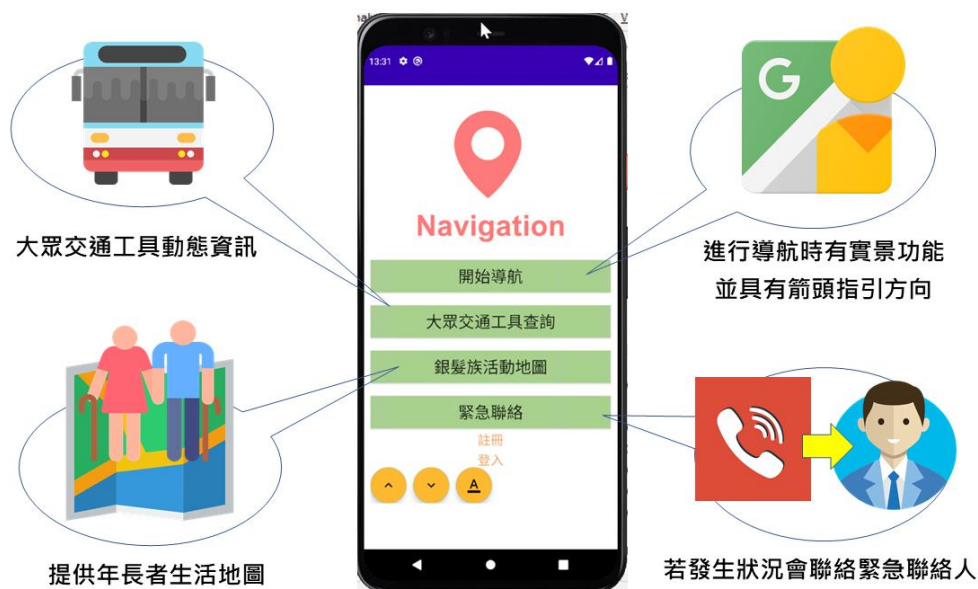 大眾交通工具動態資訊
提供年長者生活地圖
13:31
Navigation
開始導航
大眾交通工具查詢
銀髮族活動地圖
緊急聯絡
註冊
登入
A
G
進行導航時有實景功能
並具有箭頭指引方向
若發生狀況會聯絡緊急聯絡人